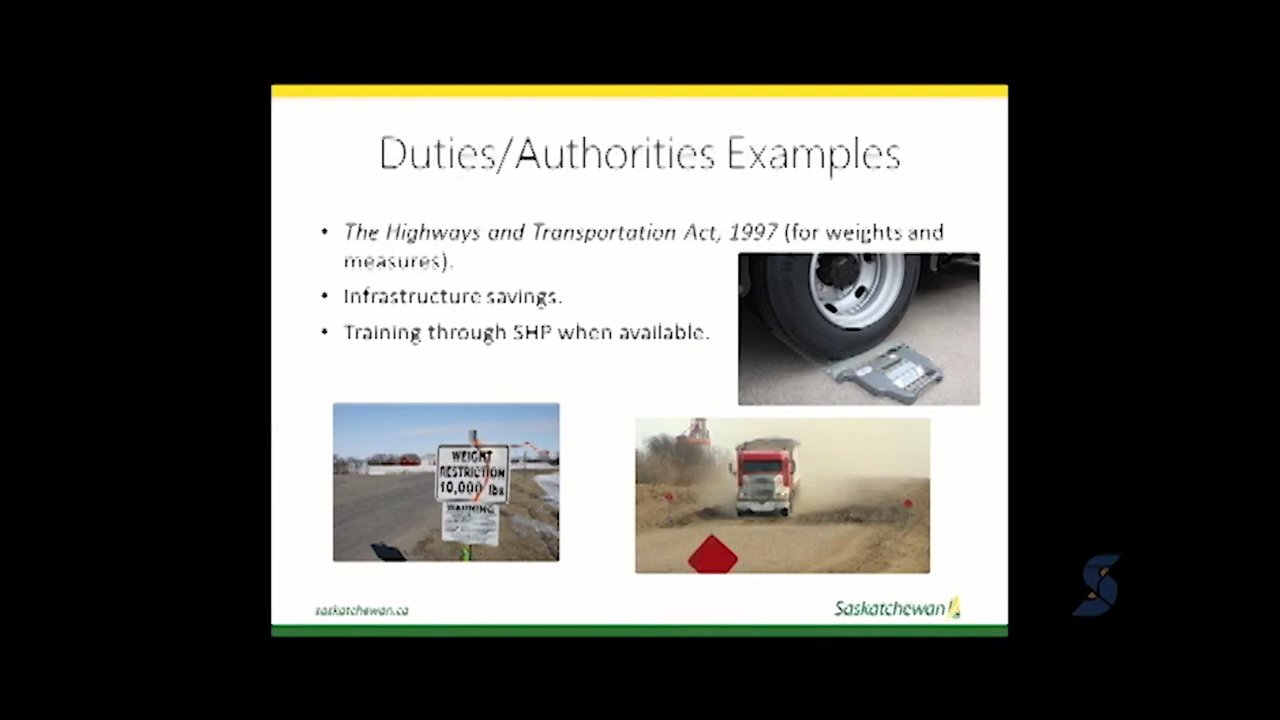 Duties/Authorities Examples
• The Highways and Transportation Act, 1997 (for weights and
measures).
• Infrastructure savings.
• Training through SHP when available.
WEIGHT
RESTRICTION
10,000 lbs
WARNING
saskatchewan.ca
Saskatchewan